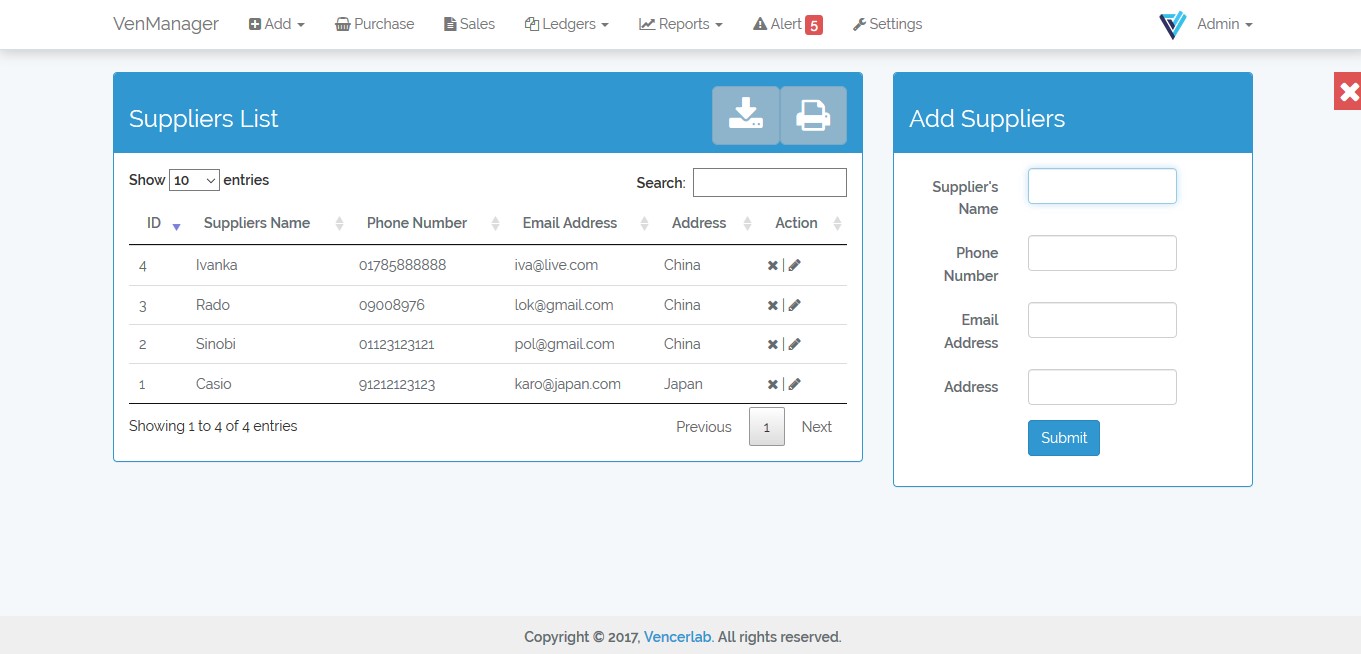 VenManager Add Purchase Sales Ledgers Reports Alert 5 Settings Admin
Suppliers List
Show 10 entries
Search:
ID Suppliers Name Phone Number Email Address Address Action
4 Ivanka 01785888888 iva@live.com China |
3 Rado 09008976 lok@gmail.com China |
2 Sinobi 01123123121 pol@gmail.com China |
1 Casio 91212123123 karo@japan.com Japan |
Showing 1 to 4 of 4 entries
Previous 1 Next
Add Suppliers
Supplier's
Name
Phone
Number
Email
Address
Address
Submit
Copyright © 2017, Vencerlab. All rights reserved.